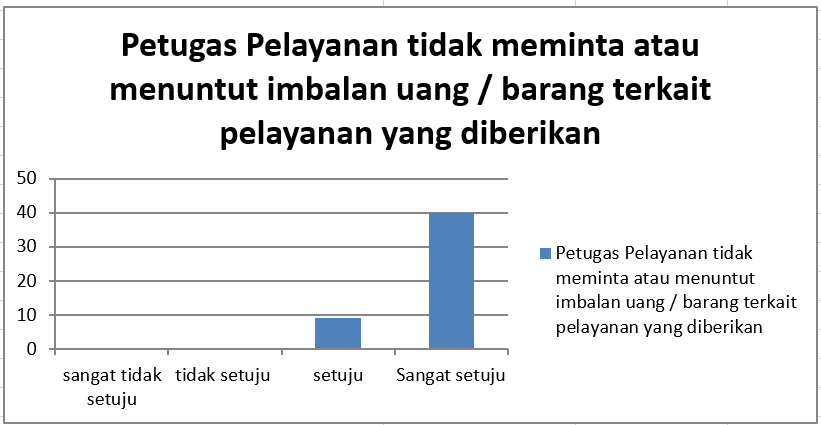 Petugas Pelayanan tidak meminta atau
menuntut imbalan uang / barang terkait
pelayanan yang diberikan
50
40
30
20
10
0
sangat tidak setuju
tidak setuju
setuju
Sangat setuju
Petugas Pelayanan tidak
meminta atau menuntut
imbalan uang / barang terkait
pelayanan yang diberikan